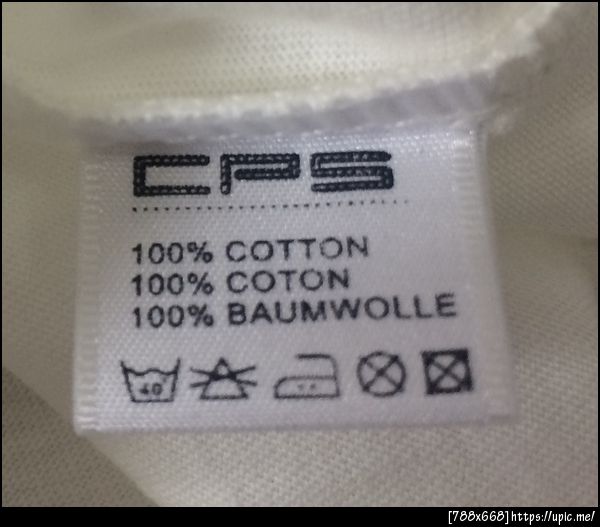 CPS
100% COTTON
100% COTON
100% BAUMWOLLE
40
[788x668]https://upic.me/